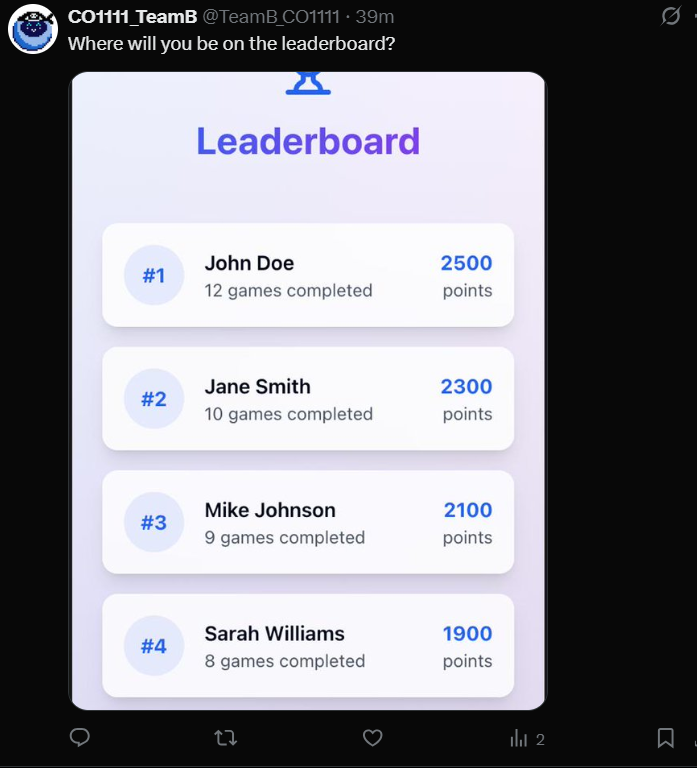 CO1111_TeamB @TeamB_CO1111 · 39m
Where will you be on the leaderboard?
Leaderboard
#1
John Doe
12 games completed
2500
points
#2
Jane Smith
10 games completed
2300
points
#3
Mike Johnson
9 games completed
2100
points
#4
Sarah Williams
8 games completed
1900
points
2